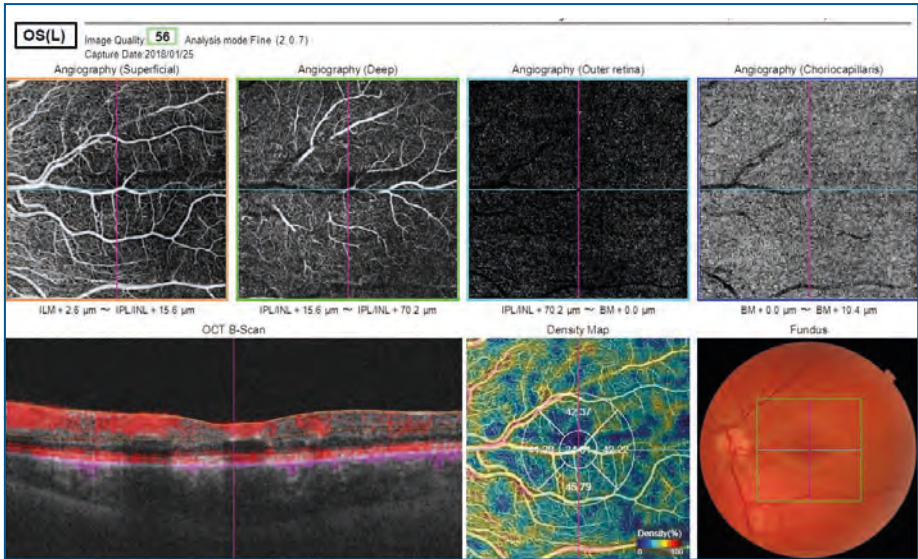 OS(L)
Image Quality: 56 Analysis mode:Fine (2.0.7)
Capture Date:2018/01/25
Angiography (Superficial)
Angiography (Deep)
Angiography (Outer retina)
Angiography (Choriocapillaris)
ILM + 2.6 μm ～ IPL/INL + 15.6 μm
IPL/INL + 15.6 μm ～ IPL/INL + 70.2 μm
IPL/INL + 70.2 μm ～ BM + 0.0 μm
BM + 0.0 μm ～ BM + 10.4 μm
OCT B-Scan
Density Map
Fundus
42.37
45.79
Density(%)
0 100